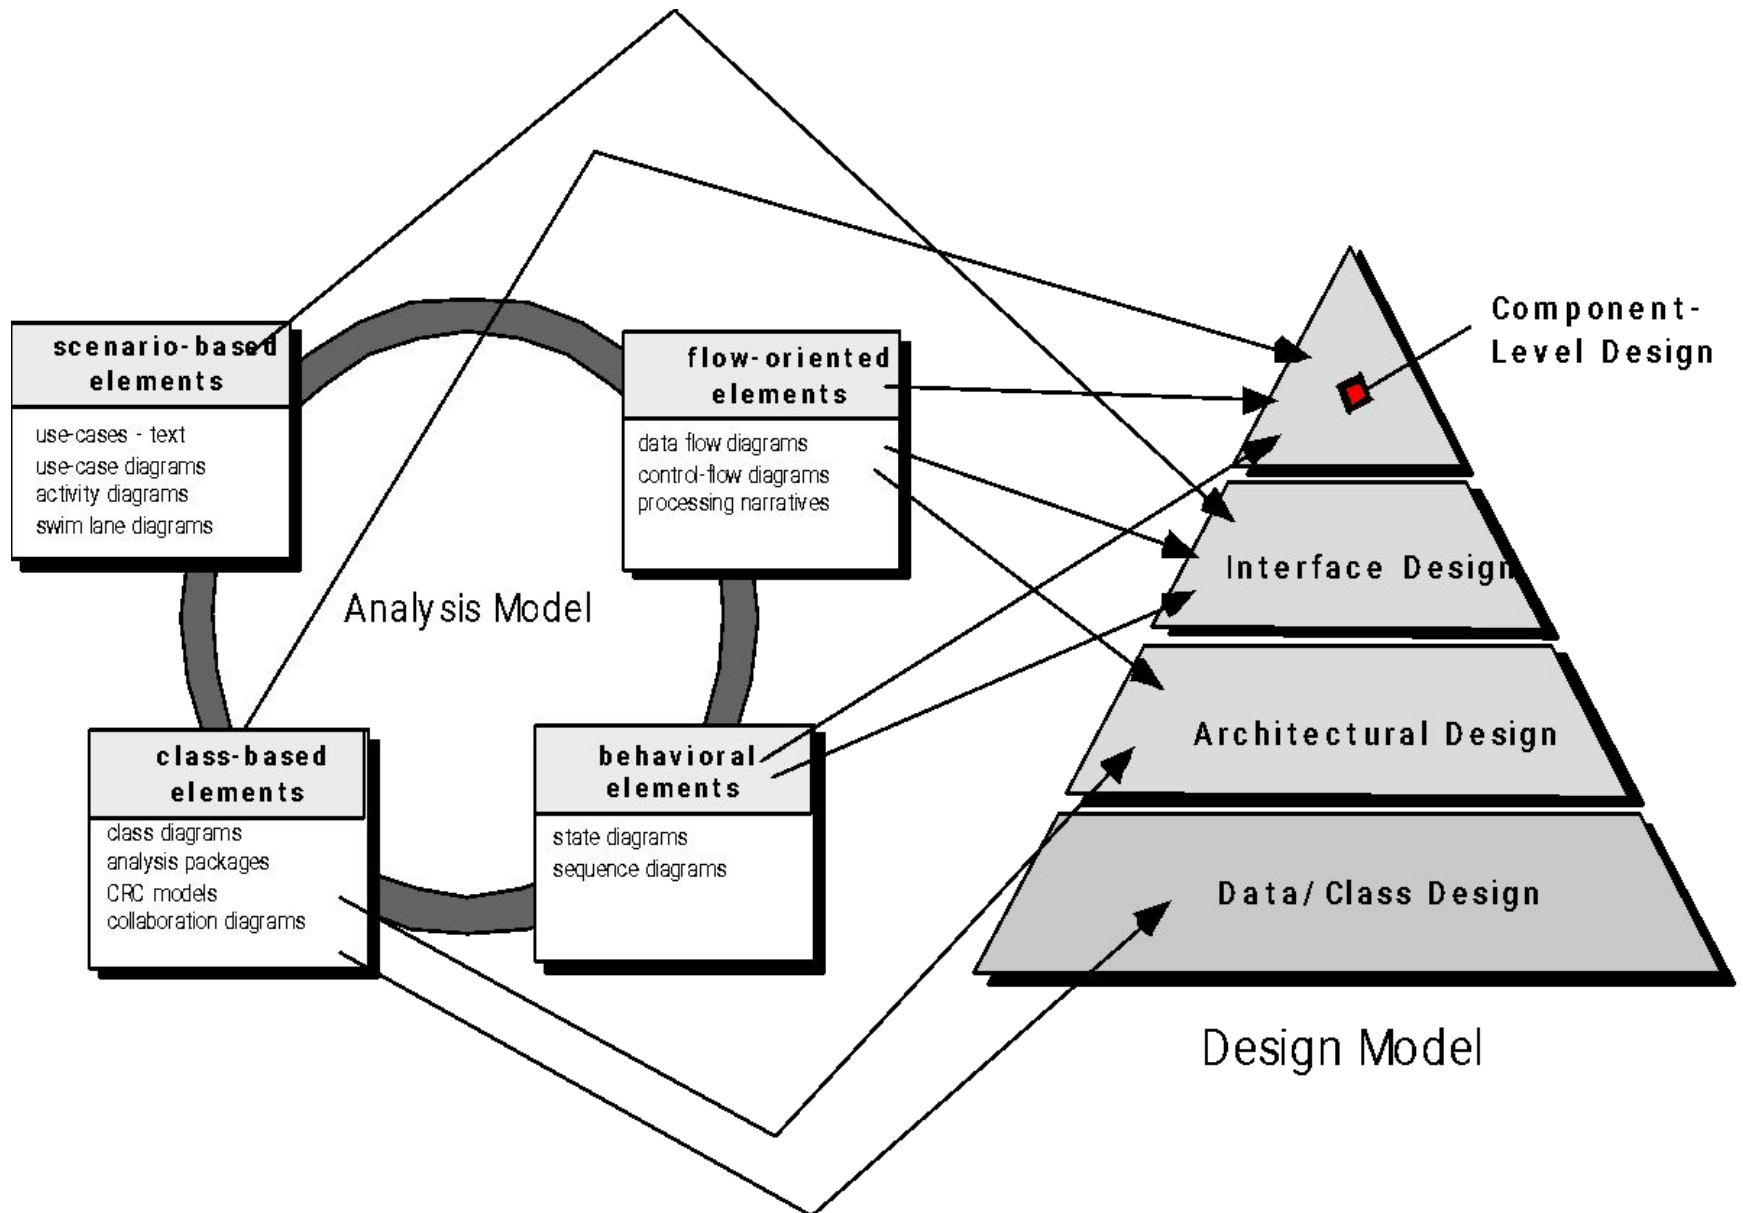 scenario-based
elements
use-cases - text
use-case diagrams
activity diagrams
swim lane diagrams
flow-oriented
elements
data flow diagrams
control-flow diagrams
processing narratives
Analysis Model
class-based
elements
class diagrams
analysis packages
CRC models
collaboration diagrams
behavioral
elements
state diagrams
sequence diagrams
Component-
Level Design
Interface Design
Architectural Design
Data/Class Design
Design Model